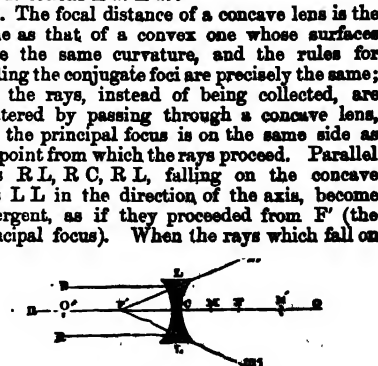 . The focal distance of a concave lens is the
e as that of a convex one whose surfaces
e the same curvature, and the rules for
ling the conjugate foci are precisely the same;
the rays, instead of being collected, are
tered by passing through a concave lens,
the principal focus is on the same side as
point from which the rays proceed. Parallel
s R L, R C, R L, falling on the concave
s L L in the direction of the axis, become
ergent, as if they proceeded from F' (the
cipal focus). When the rays which fall on
L
R
R O' F' C F O
R L